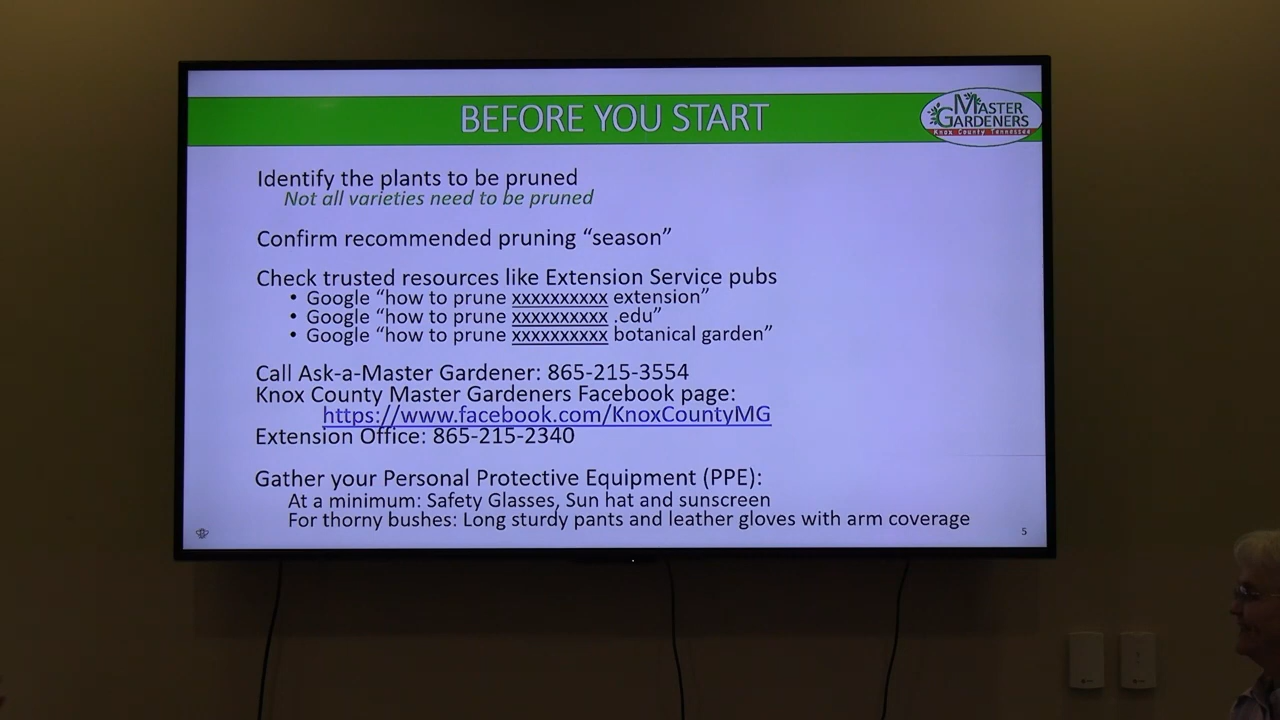 BEFORE YOU START
MASTER
GARDENERS
Knox County Tennessee
Identify the plants to be pruned
Not all varieties need to be pruned
Confirm recommended pruning “season”
Check trusted resources like Extension Service pubs
• Google “how to prune xxxxxxxxxx extension”
• Google “how to prune xxxxxxxxxx .edu”
• Google “how to prune xxxxxxxxxx botanical garden”
Call Ask-a-Master Gardener: 865-215-3554
Knox County Master Gardeners Facebook page:
https://www.facebook.com/KnoxCountyMG
Extension Office: 865-215-2340
Gather your Personal Protective Equipment (PPE):
At a minimum: Safety Glasses, Sun hat and sunscreen
For thorny bushes: Long sturdy pants and leather gloves with arm coverage
5